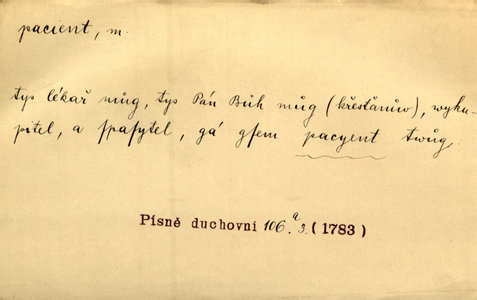 pacient, m.
tys lékař můg, tys Pán Bůh můg (křesťanůw), wyku-
pitel, a spasytel, gá gsem pacyent twůg.
Písně duchovní 106.a 3. (1783)